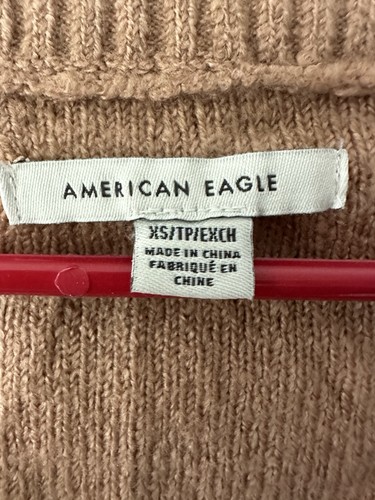 AMERICAN EAGLE
XS/TP/EXCH
MADE IN CHINA
FABRIQUÉ EN
CHINE